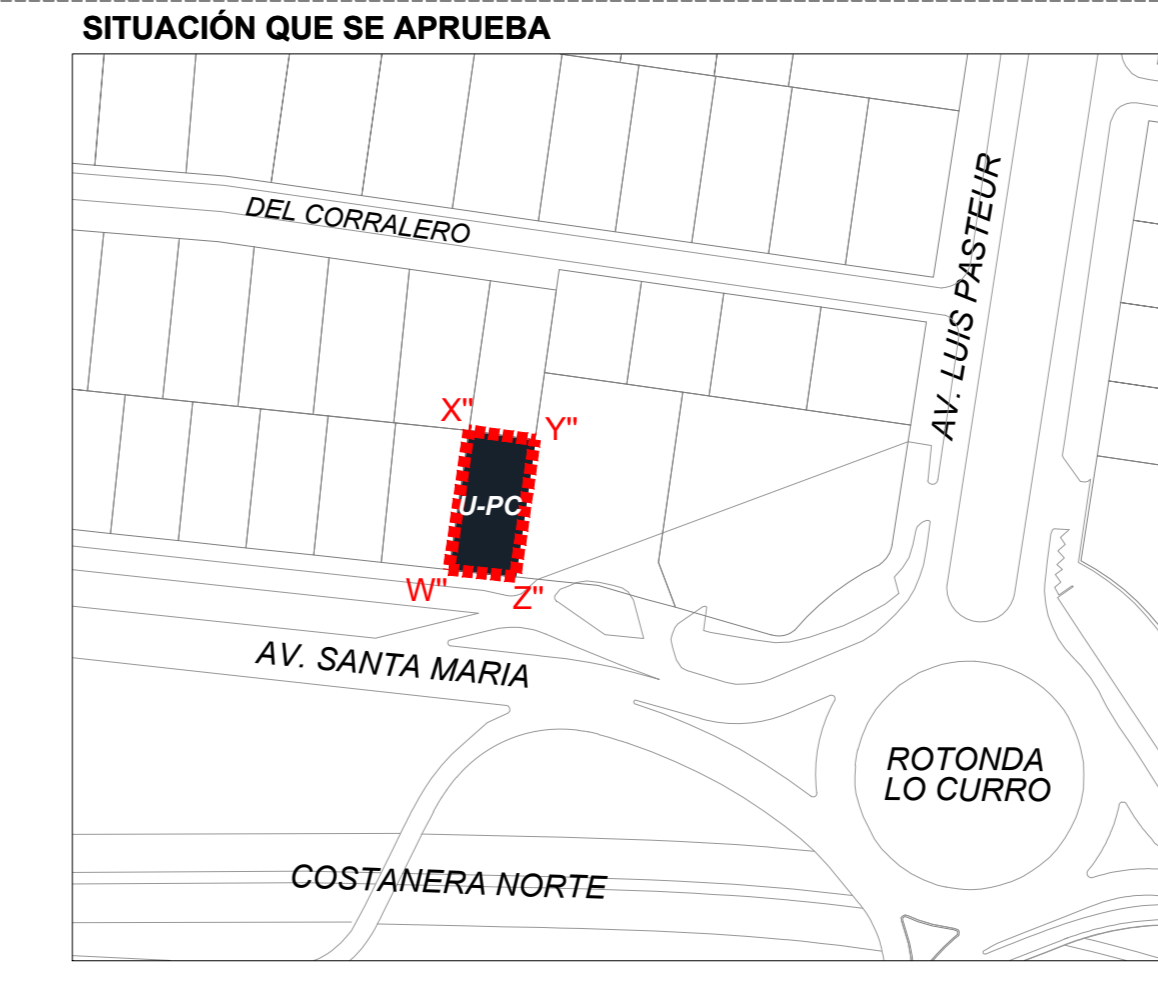 SITUACIÓN QUE SE APRUEBA
DEL CORRALERO
AV. LUIS PASTEUR
X"
Y"
U-PC
W"
Z"
AV. SANTA MARIA
ROTONDA
LO CURRO
COSTANERA NORTE